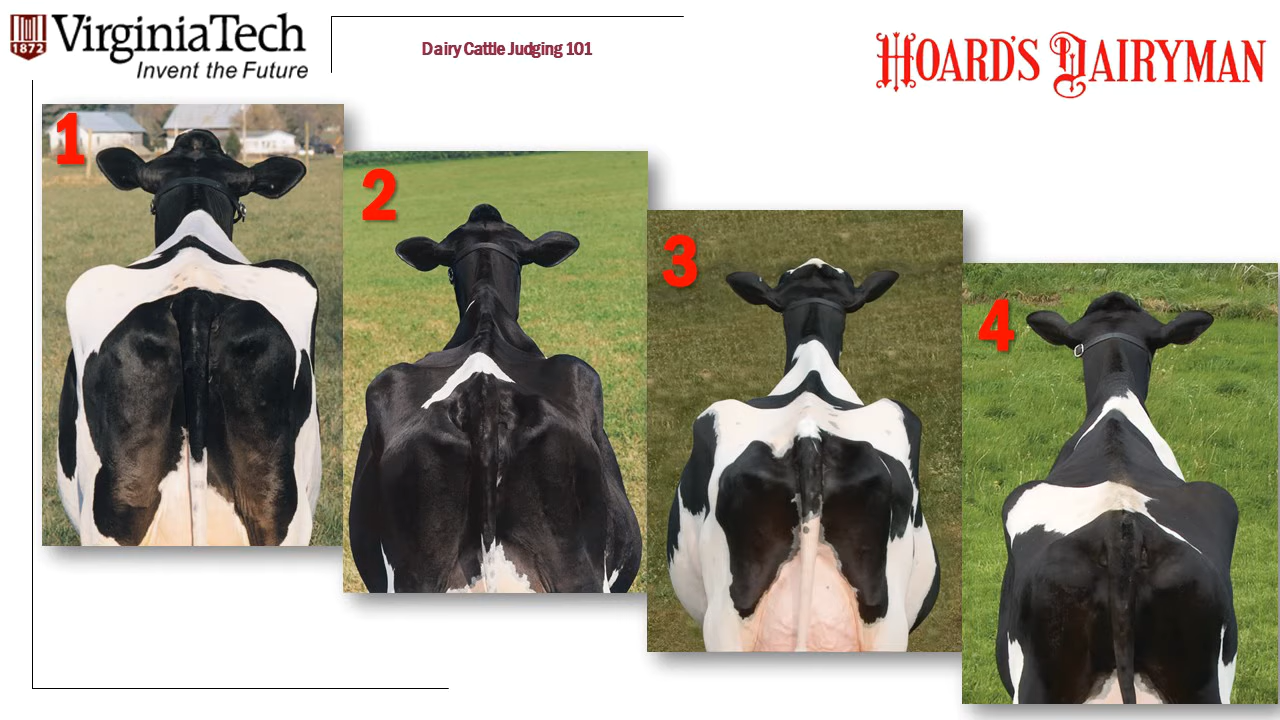 VirginiaTech
1872
Invent the Future
Dairy Cattle Judging 101
HOARD'S DAIRYMAN
1
2
3
4